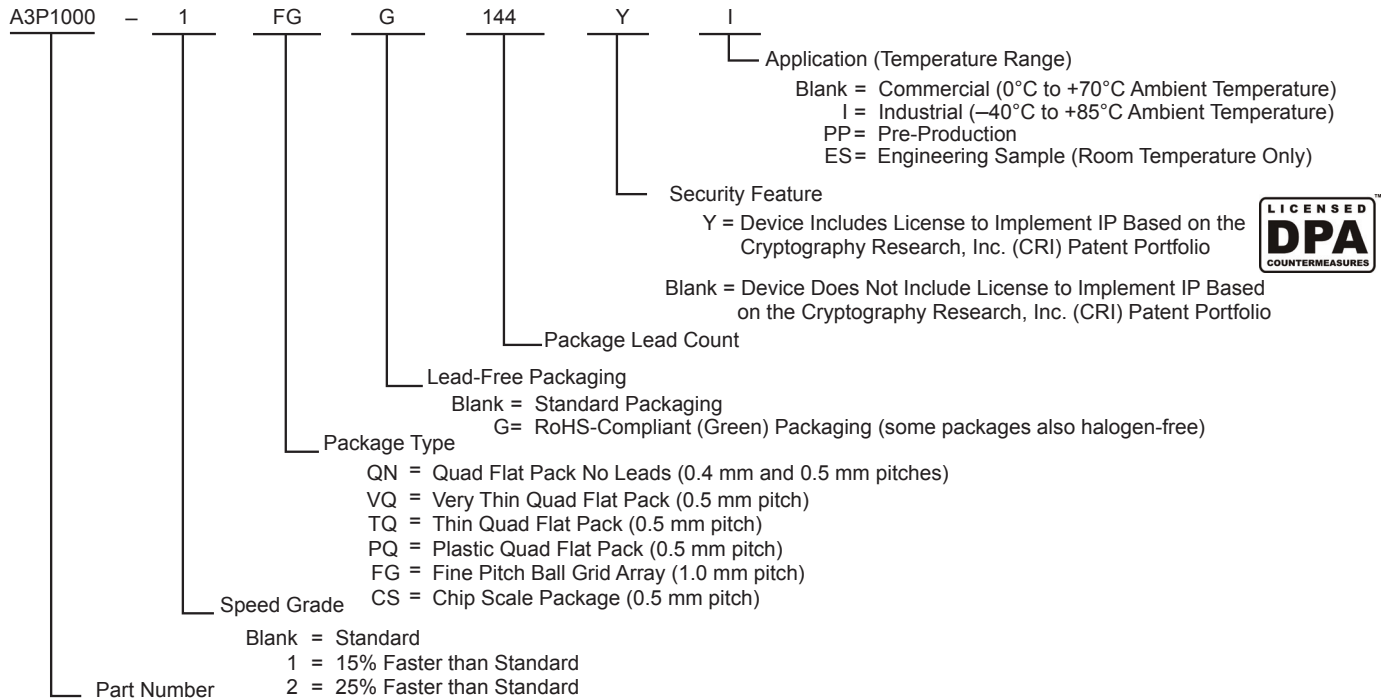 A3P1000 – 1 FG G 144 Y I
Application (Temperature Range)
Blank = Commercial (0°C to +70°C Ambient Temperature)
I = Industrial (–40°C to +85°C Ambient Temperature)
PP= Pre-Production
ES= Engineering Sample (Room Temperature Only)
Security Feature
Y = Device Includes License to Implement IP Based on the
Cryptography Research, Inc. (CRI) Patent Portfolio
LICENSED ™
DPA
COUNTERMEASURES
Blank = Device Does Not Include License to Implement IP Based
on the Cryptography Research, Inc. (CRI) Patent Portfolio
Package Lead Count
Lead-Free Packaging
Blank = Standard Packaging
G= RoHS-Compliant (Green) Packaging (some packages also halogen-free)
Package Type
QN = Quad Flat Pack No Leads (0.4 mm and 0.5 mm pitches)
VQ = Very Thin Quad Flat Pack (0.5 mm pitch)
TQ = Thin Quad Flat Pack (0.5 mm pitch)
PQ = Plastic Quad Flat Pack (0.5 mm pitch)
FG = Fine Pitch Ball Grid Array (1.0 mm pitch)
CS = Chip Scale Package (0.5 mm pitch)
Speed Grade
Blank = Standard
1 = 15% Faster than Standard
2 = 25% Faster than Standard
Part Number